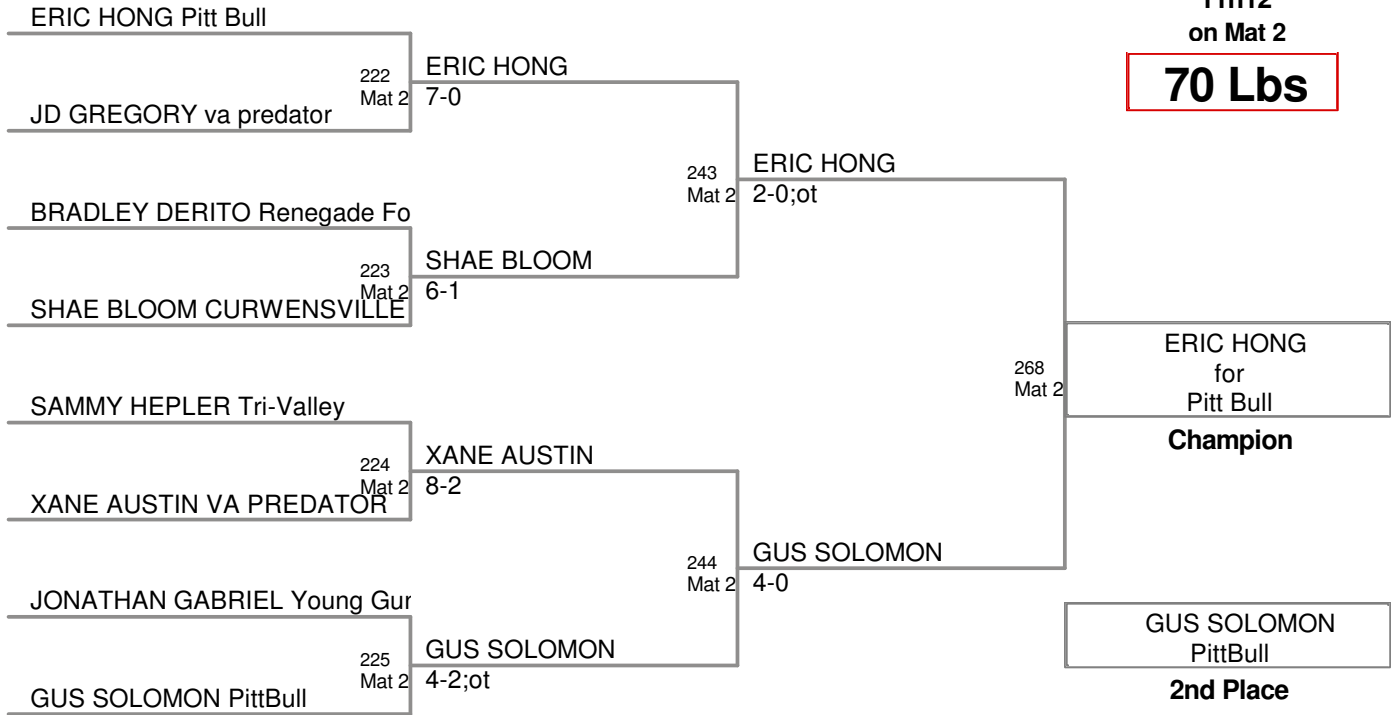 ERIC HONG Pitt Bull
JD GREGORY va predator
222
Mat 2
ERIC HONG
7-0
BRADLEY DERITO Renegade Fo
SHAE BLOOM CURWENSVILLE
223
Mat 2
SHAE BLOOM
6-1
243
Mat 2
ERIC HONG
2-0;ot
SAMMY HEPLER Tri-Valley
XANE AUSTIN VA PREDATOR
224
Mat 2
XANE AUSTIN
8-2
JONATHAN GABRIEL Young
GUS SOLOMON PittBull
225
Mat 2
GUS SOLOMON
4-2;ot
244
Mat 2
GUS SOLOMON
4-0
268
Mat 2
on Mat 2
70 Lbs
ERIC HONG
for
Pitt Bull
Champion
GUS SOLOMON
PittBull
2nd Place